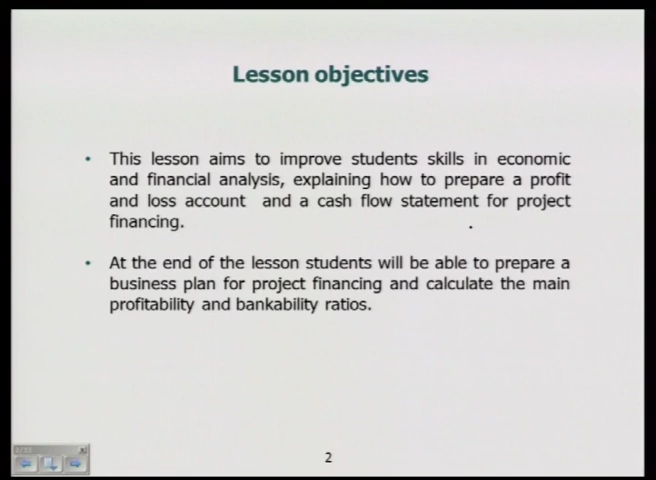 Lesson objectives
• This lesson aims to improve students skills in economic
and financial analysis, explaining how to prepare a profit
and loss account and a cash flow statement for project
financing.
• At the end of the lesson students will be able to prepare a
business plan for project financing and calculate the main
profitability and bankability ratios.
2